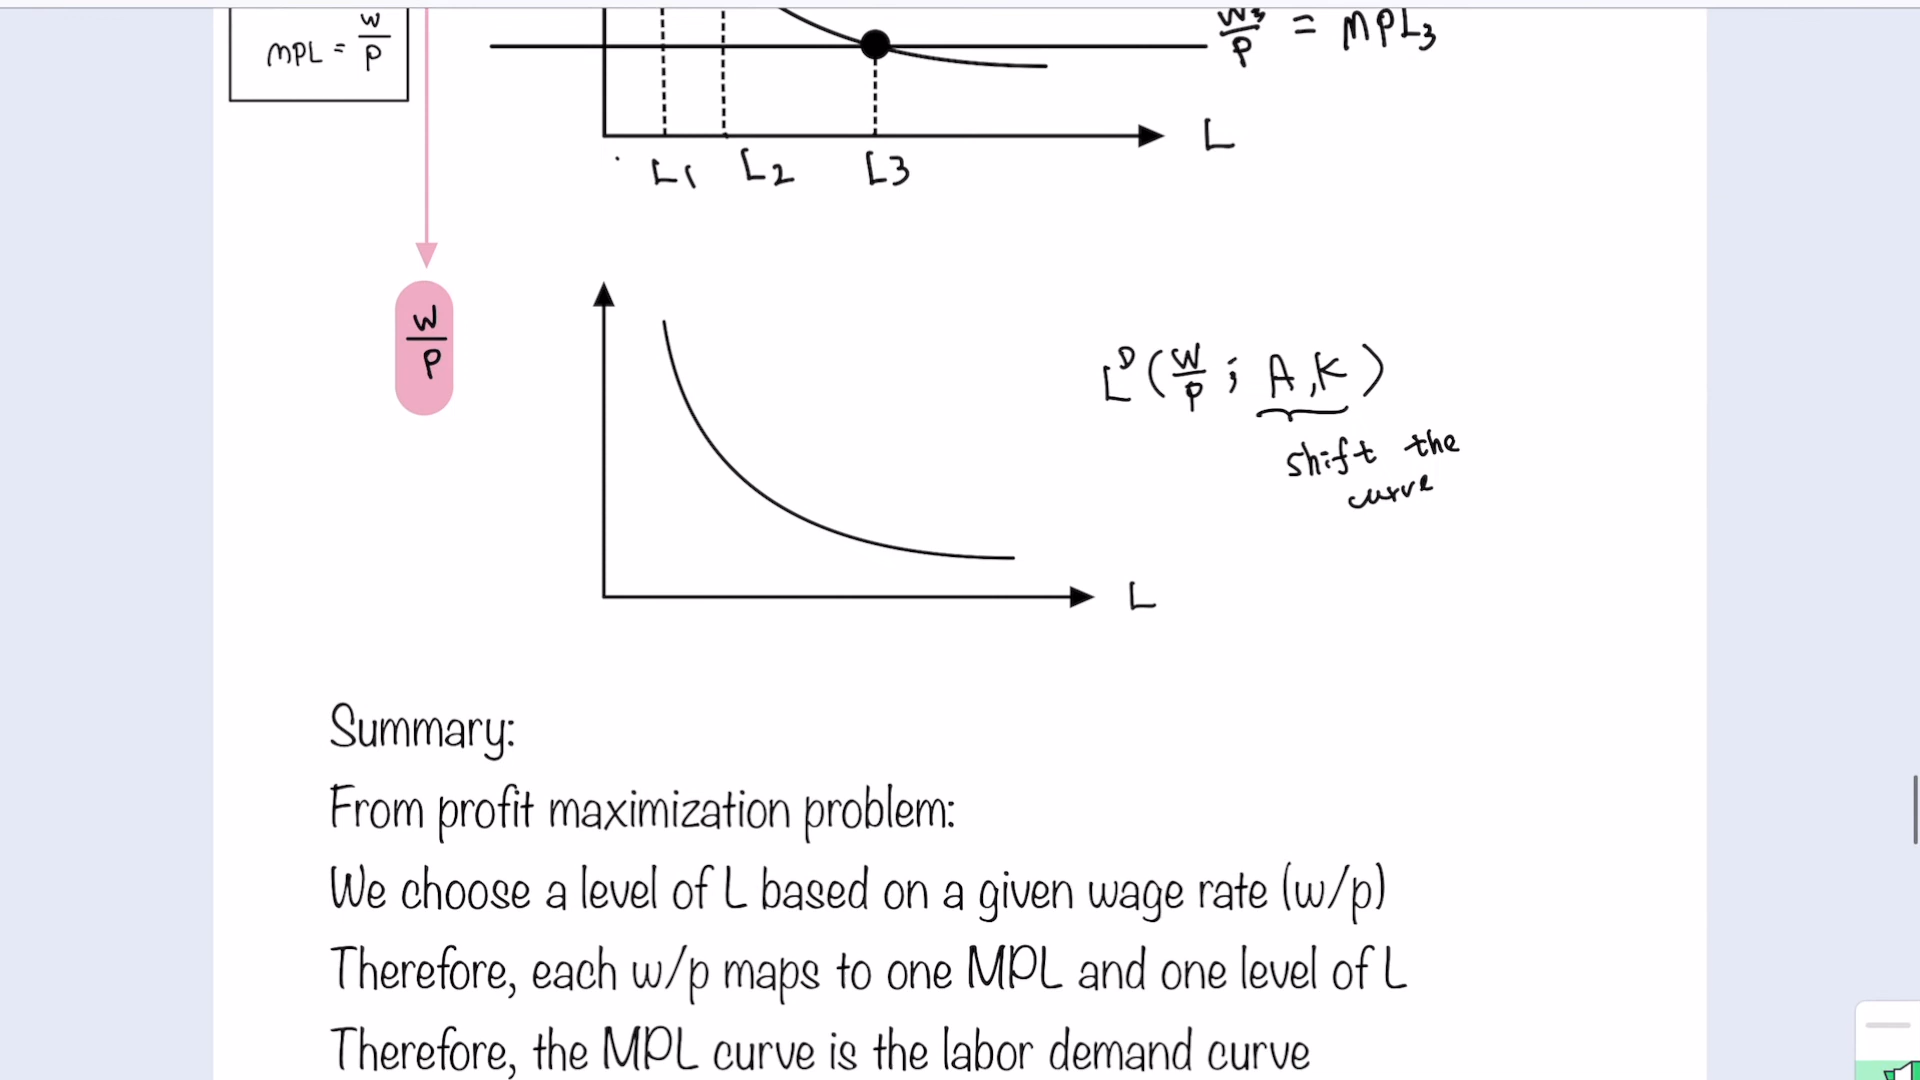 MPL = w/p
w3/p = MPL3
L
L1 L2 L3
w/p
L^D (w/p ; A, K)
shift the
curve
L
Summary:
From profit maximization problem:
We choose a level of L based on a given wage rate (w/p)
Therefore, each w/p maps to one MPL and one level of L
Therefore, the MPL curve is the labor demand curve